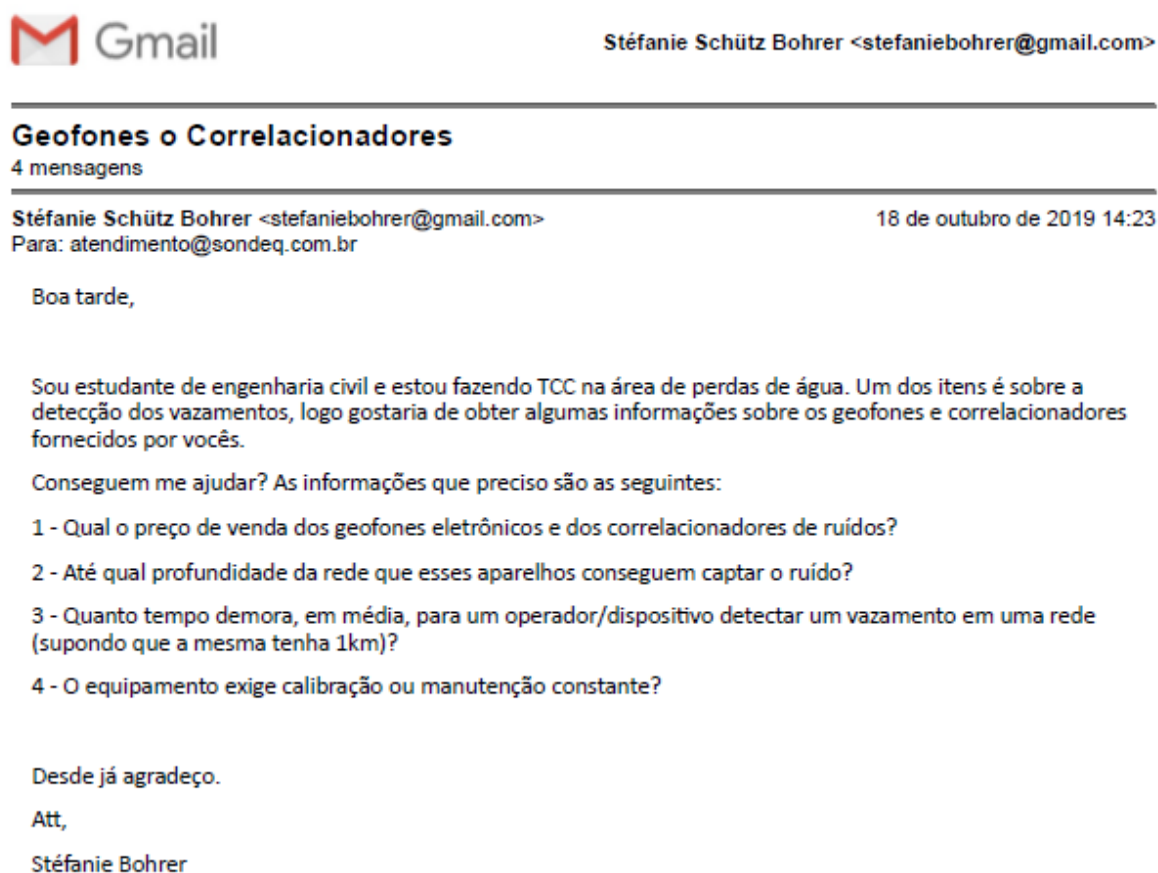 Gmail
Stéfanie Schütz Bohrer <stefaniebohrer@gmail.com>
Geofones o Correlacionadores
4 mensagens
Stéfanie Schütz Bohrer <stefaniebohrer@gmail.com> 18 de outubro de 2019 14:23
Para: atendimento@sondeq.com.br
Boa tarde,
Sou estudante de engenharia civil e estou fazendo TCC na área de perdas de água. Um dos itens é sobre a
detecção dos vazamentos, logo gostaria de obter algumas informações sobre os geofones e correlacionadores
fornecidos por vocês.
Conseguem me ajudar? As informações que preciso são as seguintes:
1 - Qual o preço de venda dos geofones eletrônicos e dos correlacionadores de ruídos?
2 - Até qual profundidade da rede que esses aparelhos conseguem captar o ruído?
3 - Quanto tempo demora, em média, para um operador/dispositivo detectar um vazamento em uma rede
(supondo que a mesma tenha 1km)?
4 - O equipamento exige calibração ou manutenção constante?
Desde já agradeço.
Att,
Stéfanie Bohrer